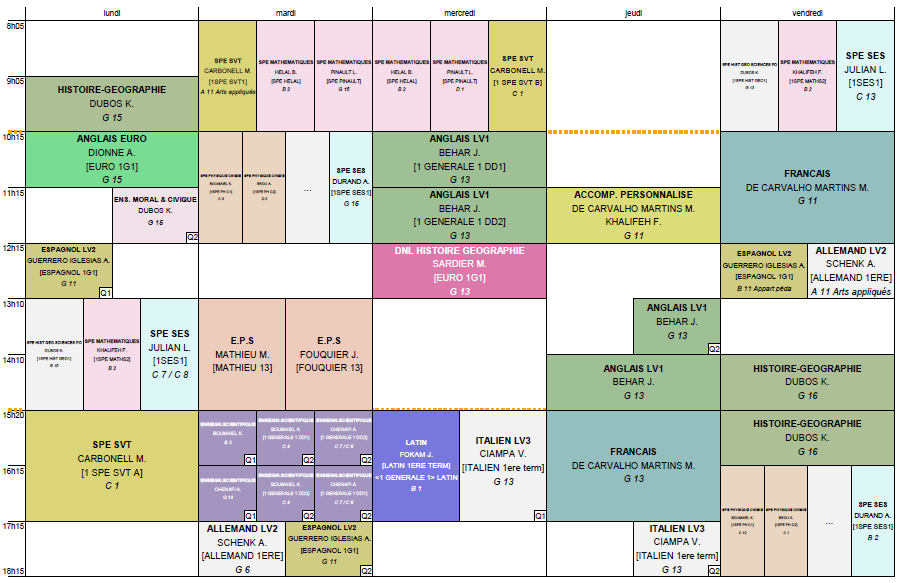 lundi
mardi
mercredi
jeudi
vendredi
8h05
9h05
10h15
11h15
12h15
13h10
14h10
15h20
16h15
17h15
18h15
HISTOIRE-GEOGRAPHIE
DUBOS K.
G 15
ANGLAIS EURO
DIONNE A.
[EURO 1G1]
G 15
ENS. MORAL & CIVIQUE
DUBOS K.
G 15
Q2
ESPAGNOL LV2
GUERRERO IGLESIAS A.
[ESPAGNOL 1G1]
G 11
Q1
SPE HIST GEO SCIENCES PO
DUBOS K.
[1SPE HIST GEO1]
G 15
SPE MATHEMATIQUES
KHALIFEH F.
[1SPE MATHS2]
B 2
SPE SES
JULIAN L.
[1SES1]
C 7 / C 8
SPE SVT
CARBONELL M.
[1 SPE SVT A]
C 1
SPE SVT
CARBONELL M.
[1SPE SVT1]
A 11 Arts appliqués
SPE MATHEMATIQUES
HELAL B.
[SPE HELAL]
B 2
SPE MATHEMATIQUES
PINAULT L.
[SPE PINAULT]
G 15
SPE PHYSIQUE CHIMIE
BOUMAIEL K.
[1SPE PH C1]
C 4
SPE PHYSIQUE CHIMIE
BROU A.
[1SPE PH C2]
...
SPE SES
DURAND A.
[1SPE SES1]
G 15
E.P.S
MATHIEU M.
[MATHIEU 13]
E.P.S
FOUQUIER J.
[FOUQUIER 13]
ENSEIGN.SCIENTIFIQUE
BOUMAIEL K.
B 2
Q1
ENSEIGN.SCIENTIFIQUE
BOUMAIEL K.
[1 GENERALE 1 DD1]
C 4
Q2
ENSEIGN.SCIENTIFIQUE
CHENAFI A.
[1 GENERALE 1 DD2]
C 7 / C 8
Q2
ENSEIGN.SCIENTIFIQUE
CHENAFI A.
G 14
Q1
ENSEIGN.SCIENTIFIQUE
BOUMAIEL K.
[1 GENERALE 1 DD2]
C 4
Q2
ENSEIGN.SCIENTIFIQUE
CHENAFI A.
[1 GENERALE 1 DD1]
C 7 / C 8
Q2
ALLEMAND LV2
SCHENK A.
[ALLEMAND 1ERE]
G 6
ESPAGNOL LV2
GUERRERO IGLESIAS A.
[ESPAGNOL 1G1]
G 11
Q2
SPE MATHEMATIQUES
HELAL B.
[SPE HELAL]
B 2
SPE MATHEMATIQUES
PINAULT L.
[SPE PINAULT]
D 1
SPE SVT
CARBONELL M.
[1 SPE SVT B]
C 1
ANGLAIS LV1
BEHAR J.
[1 GENERALE 1 DD1]
G 13
ANGLAIS LV1
BEHAR J.
[1 GENERALE 1 DD2]
G 13
DNL HISTOIRE GEOGRAPHIE
SARDIER M.
[EURO 1G1]
G 13
LATIN
FOKAM J.
[LATIN 1ERE TERM]
<1 GENERALE 1> LATIN
B 1
ITALIEN LV3
CIAMPA V.
[ITALIEN 1ere term]
G 13
Q1
ACCOMP. PERSONNALISE
DE CARVALHO MARTINS M.
KHALIFEH F.
G 11
ANGLAIS LV1
BEHAR J.
G 13
Q2
ANGLAIS LV1
BEHAR J.
G 13
FRANCAIS
DE CARVALHO MARTINS M.
G 13
ITALIEN LV3
CIAMPA V.
[ITALIEN 1ere term]
G 13
Q2
SPE HIST GEO SCIENCES PO
DUBOS K.
[1SPE HIST GEO1]
G 13
SPE MATHEMATIQUES
KHALIFEH F.
[1SPE MATHS2]
B 2
SPE SES
JULIAN L.
[1SES1]
C 13
FRANCAIS
DE CARVALHO MARTINS M.
G 11
ESPAGNOL LV2
GUERRERO IGLESIAS A.
[ESPAGNOL 1G1]
B 11 Appart péda
ALLEMAND LV2
SCHENK A.
[ALLEMAND 1ERE]
A 11 Arts appliqués
HISTOIRE-GEOGRAPHIE
DUBOS K.
G 16
HISTOIRE-GEOGRAPHIE
DUBOS K.
G 16
SPE PHYSIQUE CHIMIE
BOUMAIEL K.
[1SPE PH C1]
SPE PHYSIQUE CHIMIE
BROU A.
[1SPE PH C2]
...
SPE SES
DURAND A.
[1SPE SES1]
B 2